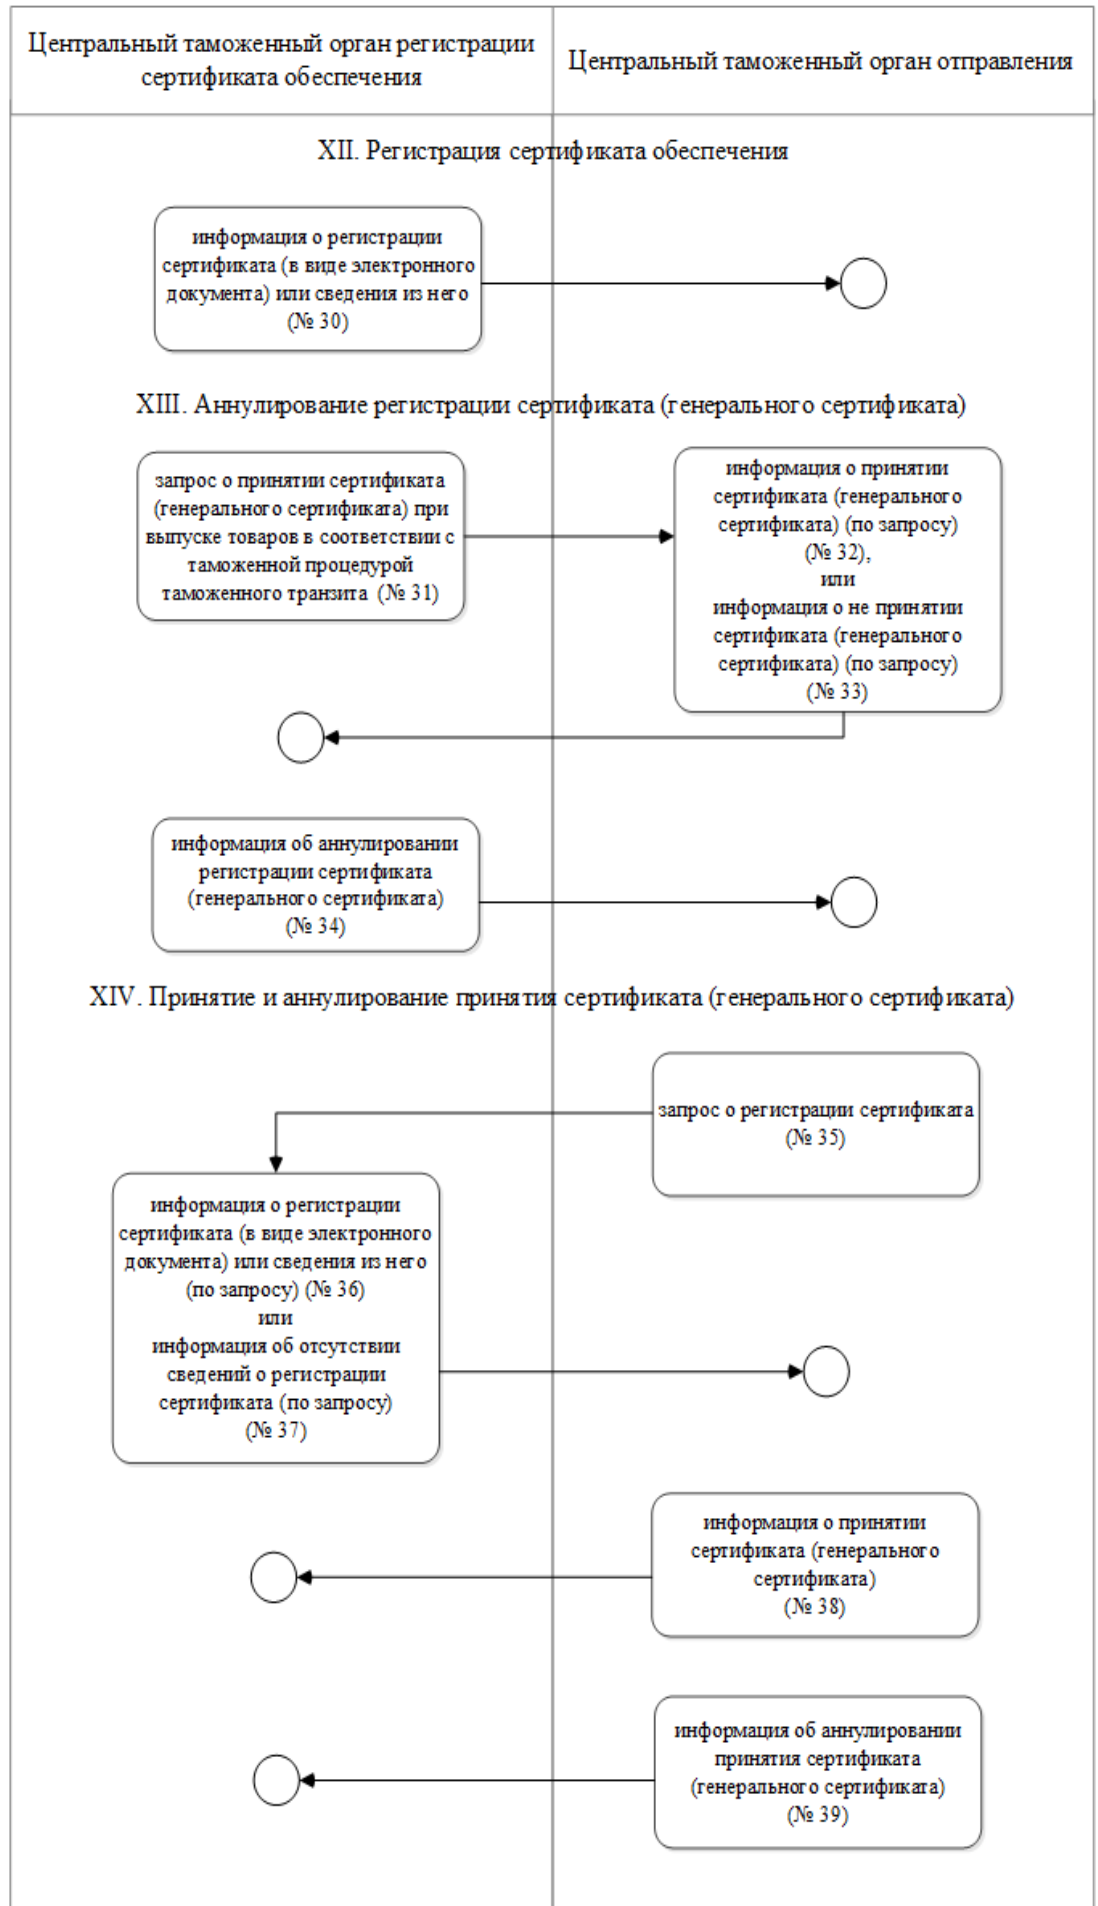 Центральный таможенный орган регистрации
сертификата обеспечения
Центральный таможенный орган отправления
XII. Регистрация сертификата обеспечения
информация о регистрации
сертификата (в виде электронного
документа) или сведения из него
(№ 30)
XIII. Аннулирование регистрации сертификата (генерального сертификата)
запрос о принятии сертификата
(генерального сертификата) при
выпуске товаров в соответствии с
таможенной процедурой
таможенного транзита (№ 31)
информация о принятии
сертификата (генерального
сертификата) (по запросу)
(№ 32),
или
информация о не принятии
сертификата (генерального
сертификата) (по запросу)
(№ 33)
информация об аннулировании
регистрации сертификата
(генерального сертификата)
(№ 34)
XIV. Принятие и аннулирование принятия сертификата (генерального сертификата)
запрос о регистрации сертификата
(№ 35)
информация о регистрации
сертификата (в виде электронного
документа) или сведения из него
(по запросу) (№ 36)
или
информация об отсутствии
сведений о регистрации
сертификата (по запросу)
(№ 37)
информация о принятии
сертификата (генерального
сертификата)
(№ 38)
информация об аннулировании
принятия сертификата
(генерального сертификата)
(№ 39)